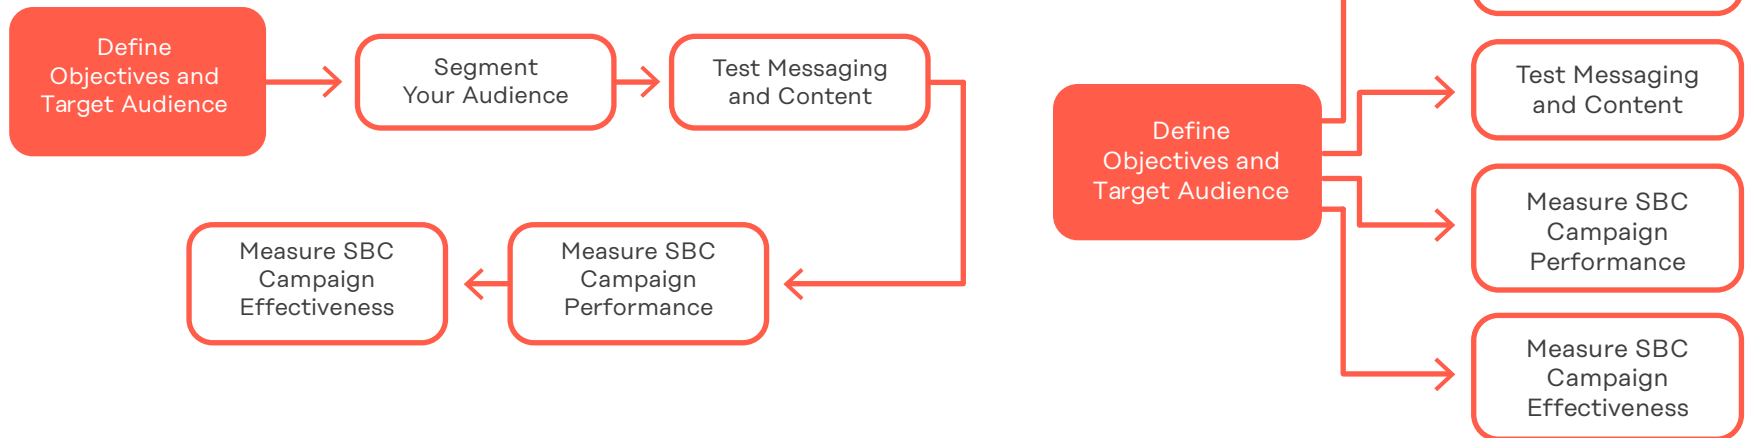 Define
Objectives and
Target Audience
Segment
Your Audience
Test Messaging
and Content
Measure SBC
Campaign
Performance
Measure SBC
Campaign
Effectiveness
Define
Objectives and
Target Audience
Test Messaging
and Content
Measure SBC
Campaign
Performance
Measure SBC
Campaign
Effectiveness